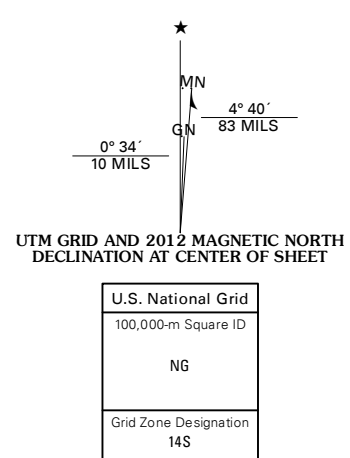 MN
4° 40´
83 MILS
GN
0° 34´
10 MILS
UTM GRID AND 2012 MAGNETIC NORTH
DECLINATION AT CENTER OF SHEET
U.S. National Grid
100,000-m Square ID
NG
Grid Zone Designation
14S